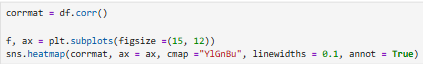 corrmat = df.corr()
f, ax = plt.subplots(figsize =(15, 12))
sns.heatmap(corrmat, ax = ax, cmap ="YlGnBu", linewidths = 0.1, annot = True)